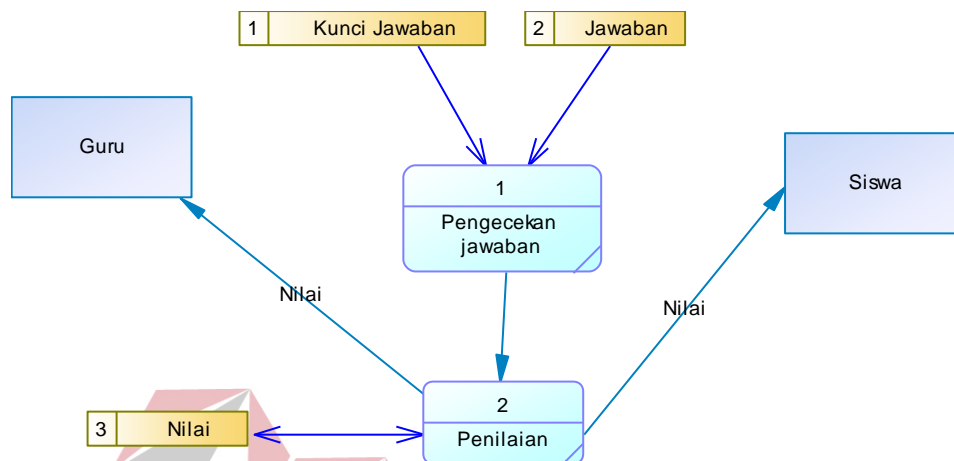 1 Kunci Jawaban
2 Jawaban
Guru
Siswa
1
Pengecekan
jawaban
Nilai
Nilai
2
Penilaian
3 Nilai